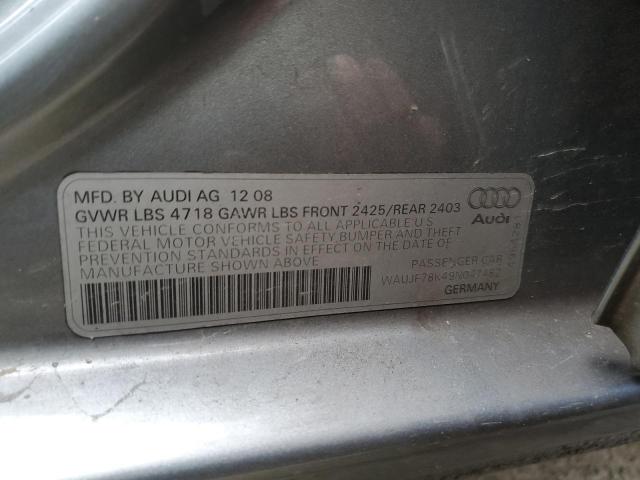 MFD. BY AUDI AG 12 08
GVWR LBS 4718 GAWR LBS FRONT 2425/REAR 2403
THIS VEHICLE CONFORMS TO ALL APPLICABLE U.S.
FEDERAL MOTOR VEHICLE SAFETY BUMPER AND THEFT
PREVENTION STANDARDS IN EFFECT ON THE DATE OF
MANUFACTURE SHOWN ABOVE
Audi
PASSENGER CAR
WAUJF78K49N047462
GERMANY